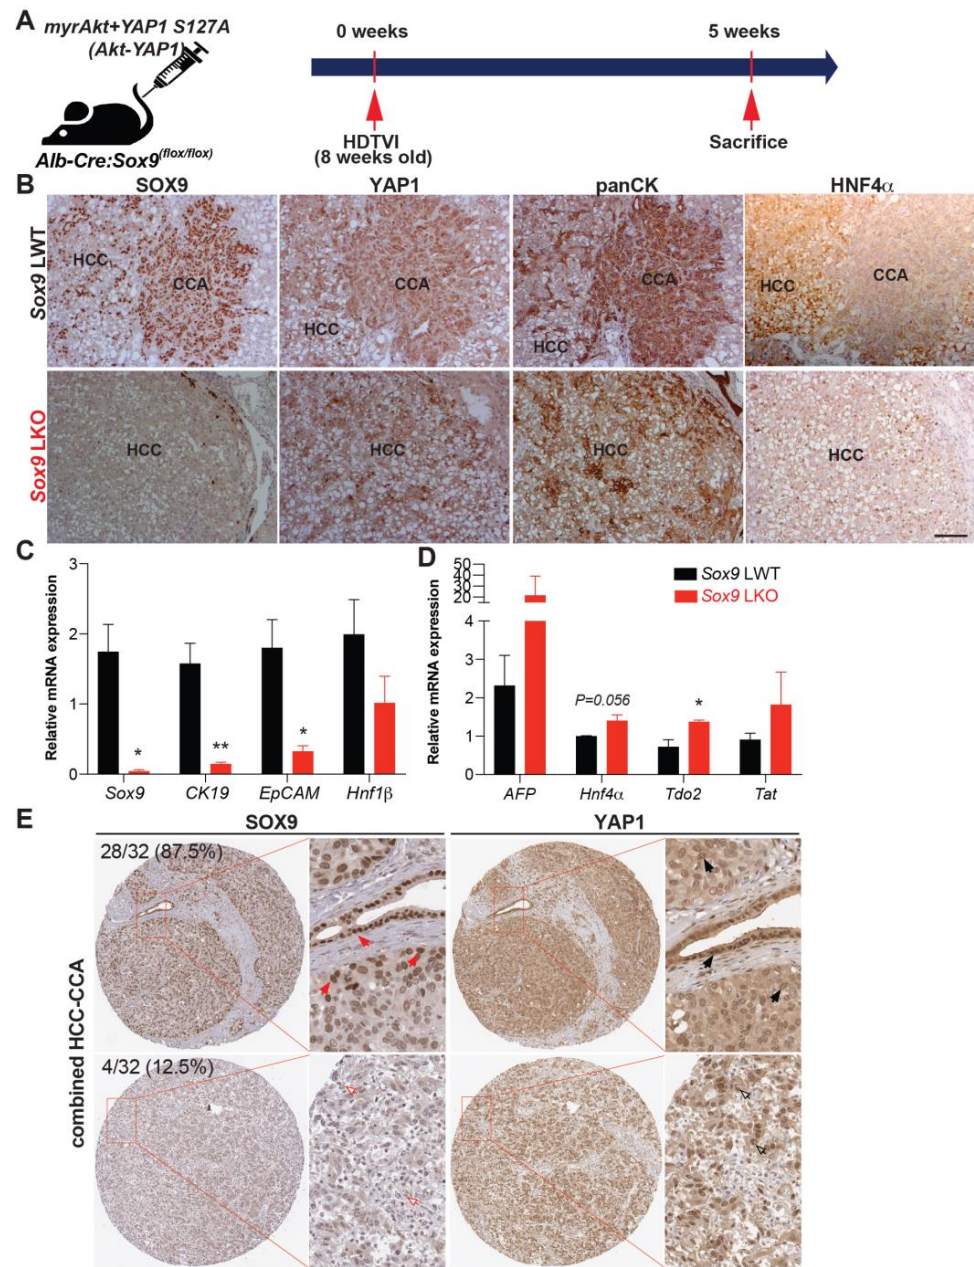 A
myrAkt+YAP1 S127A
(Akt-YAP1)
Alb-Cre:Sox9(flox/flox)
0 weeks
5 weeks
HDTVI
(8 weeks old)
Sacrifice
B
SOX9
YAP1
panCK
HNF4α
Sox9 LWT
HCC
CCA
CCA
HCC
CCA
HCC
HCC
CCA
Sox9 LKO
HCC
HCC
HCC
HCC
C
Relative mRNA expression
3
2
1
0
*
**
*
Sox9
CK19
EpCAM
Hnf1β
D
Relative mRNA expression
50
40
30
20
4
3
2
1
0
P=0.056
*
AFP
Hnf4α
Tdo2
Tat
Sox9 LWT
Sox9 LKO
E
SOX9
YAP1
combined HCC-CCA
28/32 (87.5%)
4/32 (12.5%)